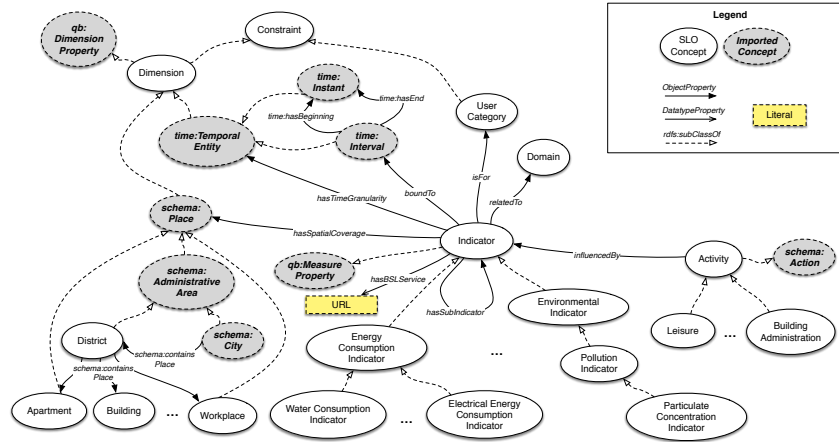 Legend
SLO
Concept
Imported
Concept
ObjectProperty
DatatypeProperty
Literal
rdfs:subClassOf
qb:
Dimension
Property
Constraint
Dimension
time:
Instant
time:hasEnd
time:hasBeginning
User
Category
time:Temporal
Entity
time:
Interval
Domain
isFor
boundTo
relatedTo
hasTimeGranularity
schema:
Place
hasSpatialCoverage
Indicator
influencedBy
Activity
schema:
Action
qb:Measure
Property
hasBSLService
URL
hasSubIndicator
schema:
Administrative
Area
Environmental
Indicator
Leisure
...
Building
Administration
District
schema:
City
schema:contains
Place
schema:contains
Place
Energy
Consumption
Indicator
...
Pollution
Indicator
Apartment
Building
...
Workplace
Water Consumption
Indicator
...
Electrical Energy
Consumption
Indicator
Particulate
Concentration
Indicator